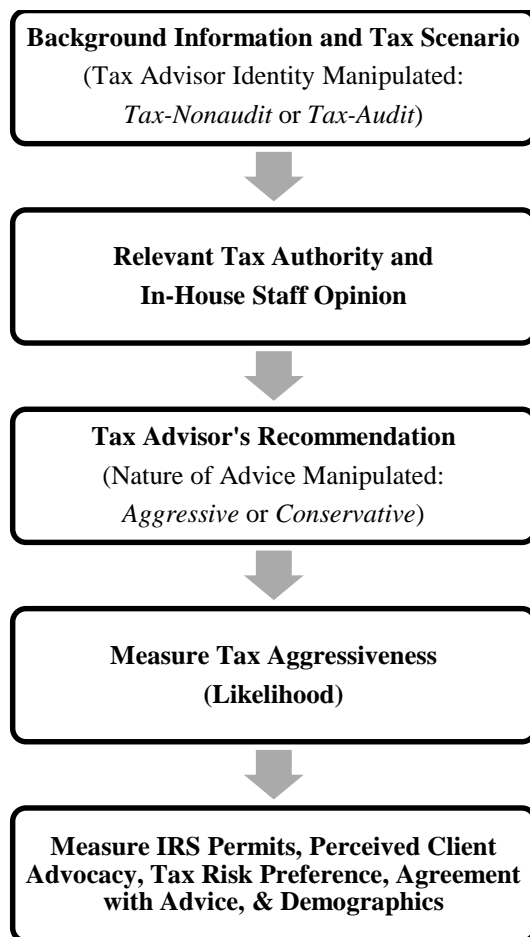 Background Information and Tax Scenario
(Tax Advisor Identity Manipulated:
Tax-Nonaudit or Tax-Audit)
Relevant Tax Authority and
In-House Staff Opinion
Tax Advisor's Recommendation
(Nature of Advice Manipulated:
Aggressive or Conservative)
Measure Tax Aggressiveness
(Likelihood)
Measure IRS Permits, Perceived Client
Advocacy, Tax Risk Preference, Agreement
with Advice, & Demographics